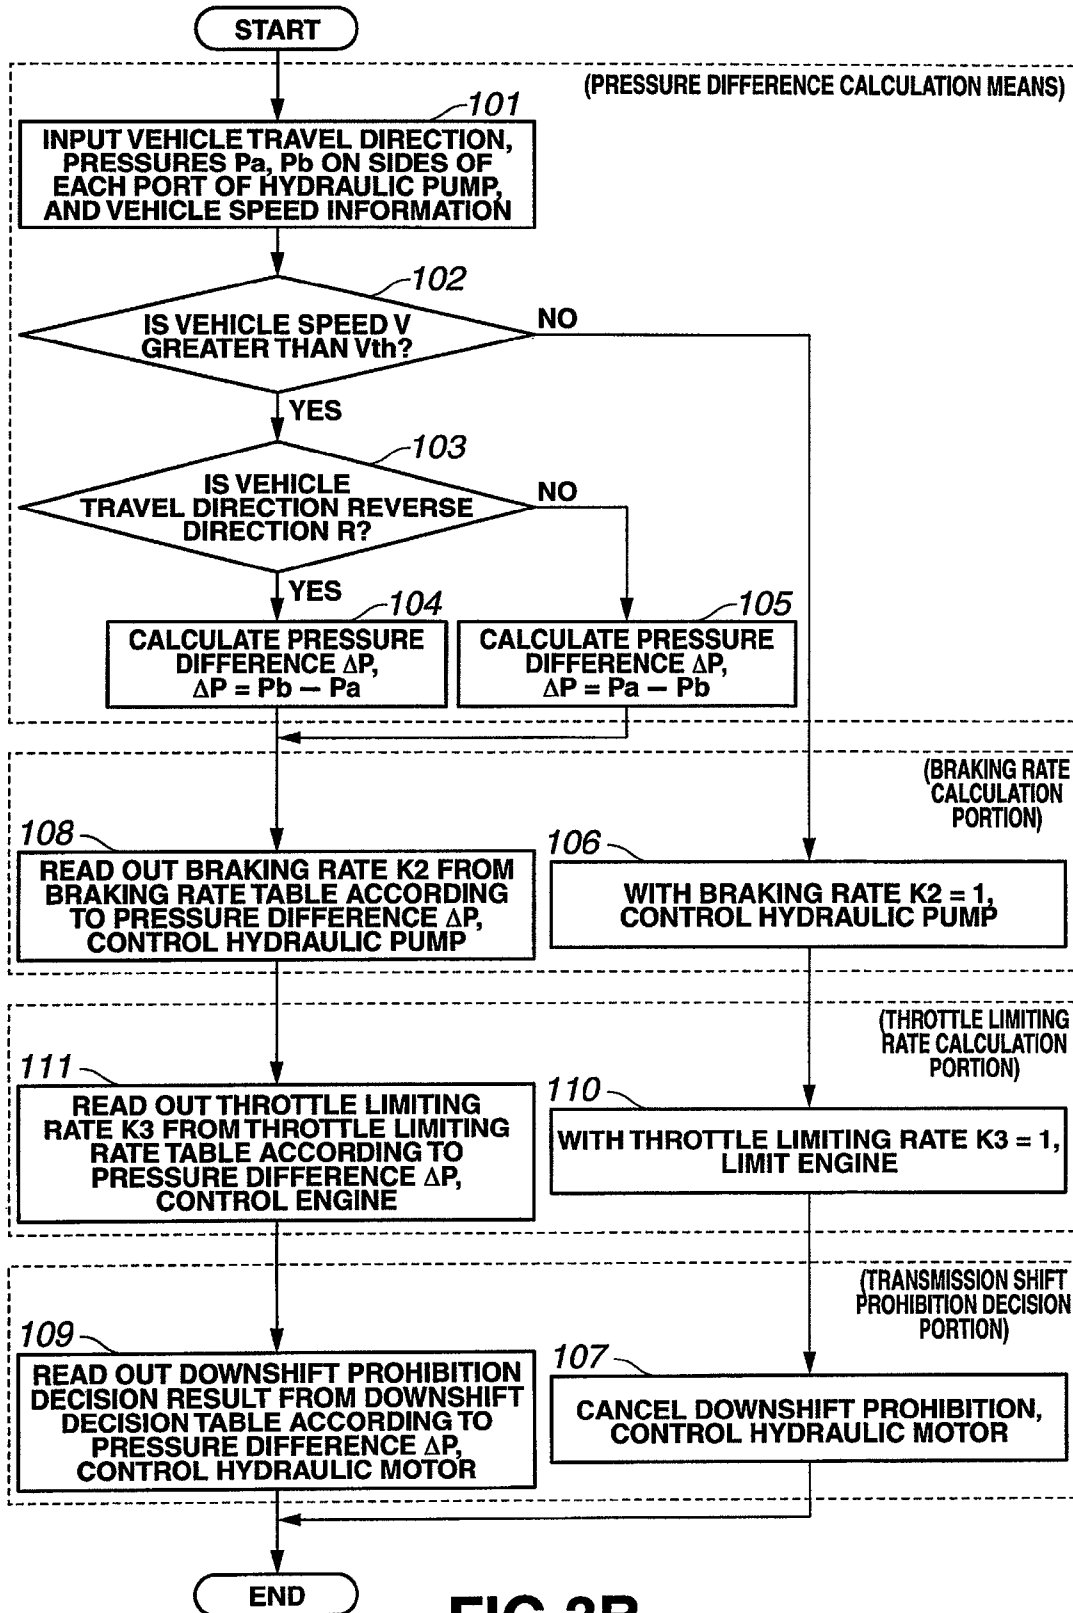 START
(PRESSURE DIFFERENCE CALCULATION MEANS)
101
INPUT VEHICLE TRAVEL DIRECTION,
PRESSURES Pa, Pb ON SIDES OF
EACH PORT OF HYDRAULIC PUMP,
AND VEHICLE SPEED INFORMATION
102
IS VEHICLE SPEED V
GREATER THAN Vth?
NO
YES
103
IS VEHICLE
TRAVEL DIRECTION REVERSE
DIRECTION R?
NO
YES
104
CALCULATE PRESSURE
DIFFERENCE ΔP,
ΔP = Pb – Pa
105
CALCULATE PRESSURE
DIFFERENCE ΔP,
ΔP = Pa – Pb
(BRAKING RATE
CALCULATION
PORTION)
108
READ OUT BRAKING RATE K2 FROM
BRAKING RATE TABLE ACCORDING
TO PRESSURE DIFFERENCE ΔP,
CONTROL HYDRAULIC PUMP
106
WITH BRAKING RATE K2 = 1,
CONTROL HYDRAULIC PUMP
(THROTTLE LIMITING
RATE CALCULATION
PORTION)
111
READ OUT THROTTLE LIMITING
RATE K3 FROM THROTTLE LIMITING
RATE TABLE ACCORDING TO
PRESSURE DIFFERENCE ΔP,
CONTROL ENGINE
110
WITH THROTTLE LIMITING RATE K3 = 1,
LIMIT ENGINE
(TRANSMISSION SHIFT
PROHIBITION DECISION
PORTION)
109
READ OUT DOWNSHIFT PROHIBITION
DECISION RESULT FROM DOWNSHIFT
DECISION TABLE ACCORDING TO
PRESSURE DIFFERENCE ΔP,
CONTROL HYDRAULIC MOTOR
107
CANCEL DOWNSHIFT PROHIBITION,
CONTROL HYDRAULIC MOTOR
END